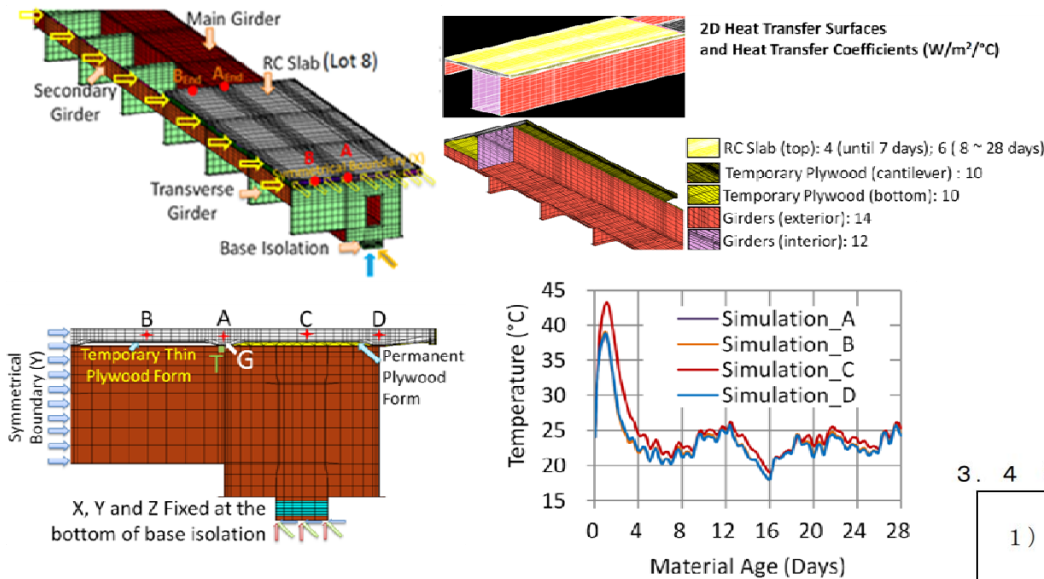 Main Girder
RC Slab (Lot 8)
B End
A End
Secondary
Girder
B
A
Symmetrical Boundary (X)
Transverse
Girder
Base Isolation
2D Heat Transfer Surfaces
and Heat Transfer Coefficients (W/m²/°C)
RC Slab (top): 4 (until 7 days); 6 ( 8 ~ 28 days)
Temporary Plywood (cantilever) : 10
Temporary Plywood (bottom): 10
Girders (exterior): 14
Girders (interior): 12
B
A
C
D
Symmetrical
Boundary (Y)
Temporary Thin
Plywood Form
T
G
Permanent
Plywood
Form
X, Y and Z Fixed at the
bottom of base isolation
Temperature (°C)
45
40
35
30
25
20
15
Simulation_A
Simulation_B
Simulation_C
Simulation_D
0 4 8 12 16 20 24 28
Material Age (Days)
3. 4
1)